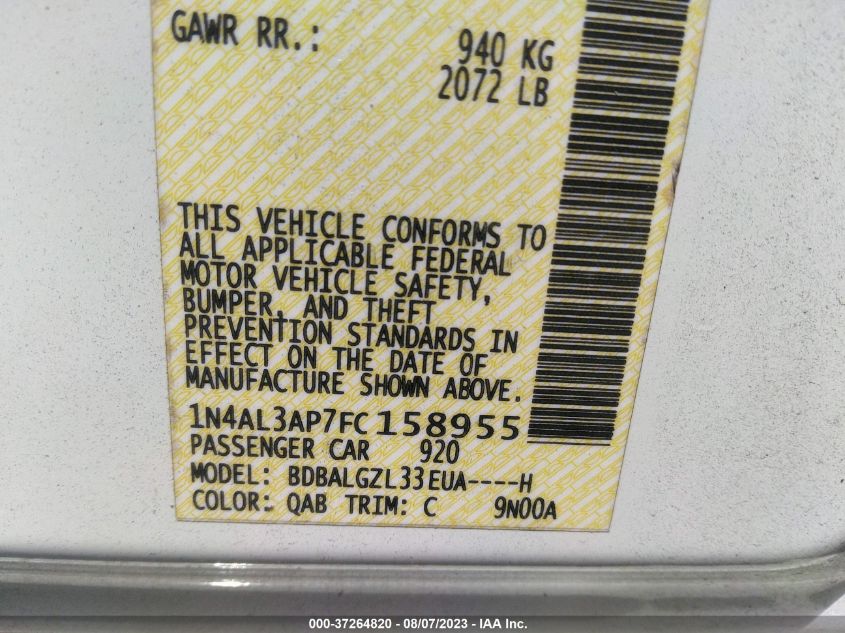 GAWR RR.: 940 KG
2072 LB
THIS VEHICLE CONFORMS TO
ALL APPLICABLE FEDERAL
MOTOR VEHICLE SAFETY,
BUMPER, AND THEFT
PREVENTION STANDARDS IN
EFFECT ON THE DATE OF
MANUFACTURE SHOWN ABOVE.
1N4AL3AP7FC158955
PASSENGER CAR 920
MODEL: BDBALGZL33EUA----H
COLOR: QAB TRIM: C 9N00A
000-37264820 - 08/07/2023 - IAA Inc.